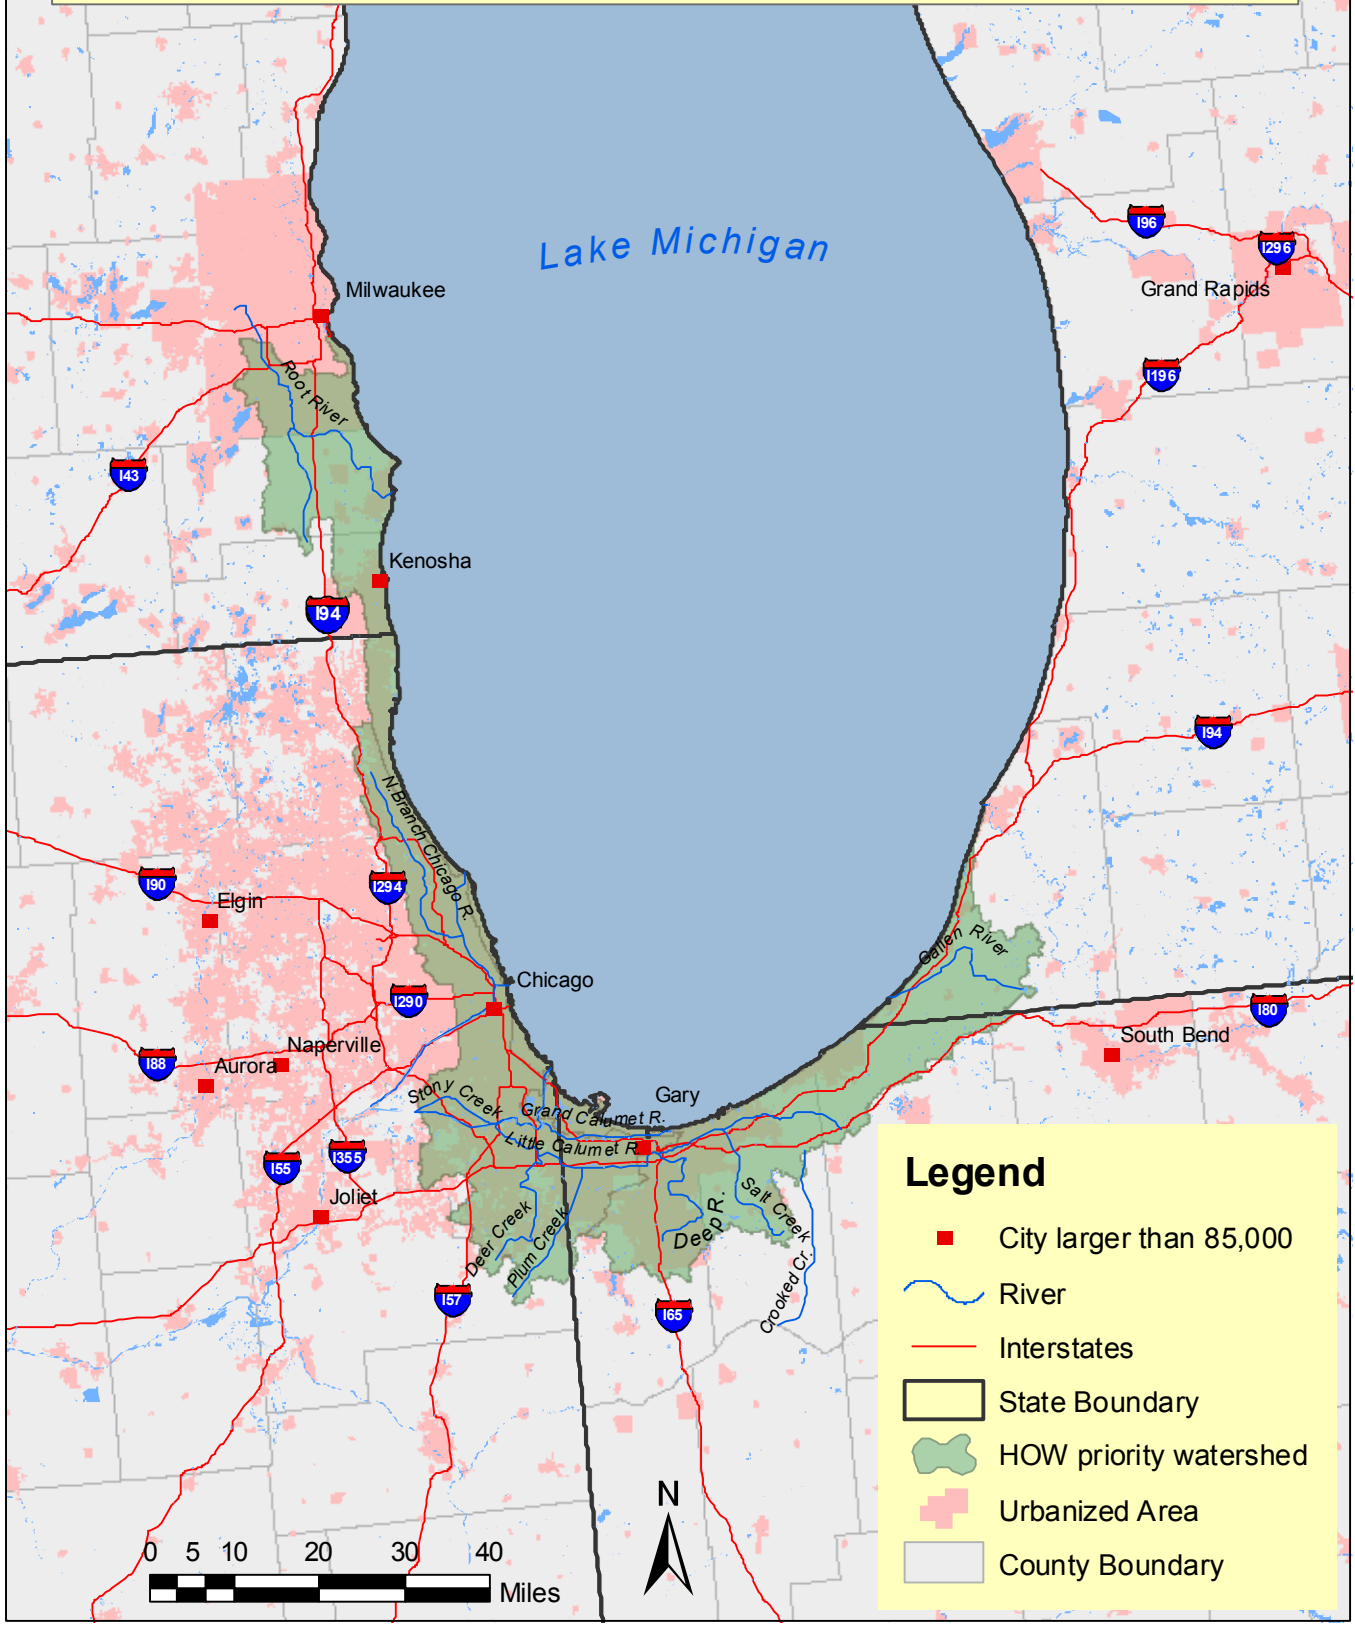 Lake Michigan
I96
I296
Grand Rapids
Milwaukee
I196
Root River
I43
Kenosha
I94
I94
N.Branch Chicago R.
I90
I294
Elgin
Galien River
Chicago
I290
I80
South Bend
Naperville
I88
Aurora
Stony Creek
Grand Calumet R.
Gary
Little Calumet R.
I55
I355
Joliet
Deer Creek
Plum Creek
Deep R.
Salt Creek
Crooked Cr.
I57
I65
Legend
City larger than 85,000
River
Interstates
State Boundary
HOW priority watershed
Urbanized Area
County Boundary
N
0 5 10 20 30 40
Miles